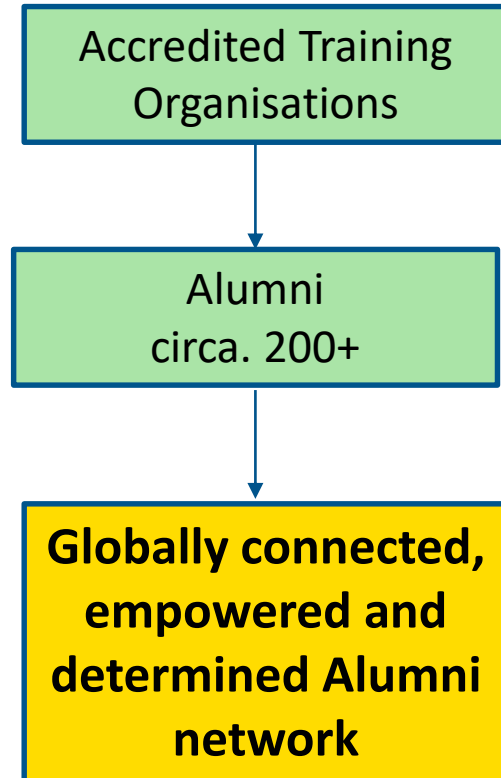 Accredited Training
Organisations
Alumni
circa. 200+
Globally connected,
empowered and
determined Alumni
network